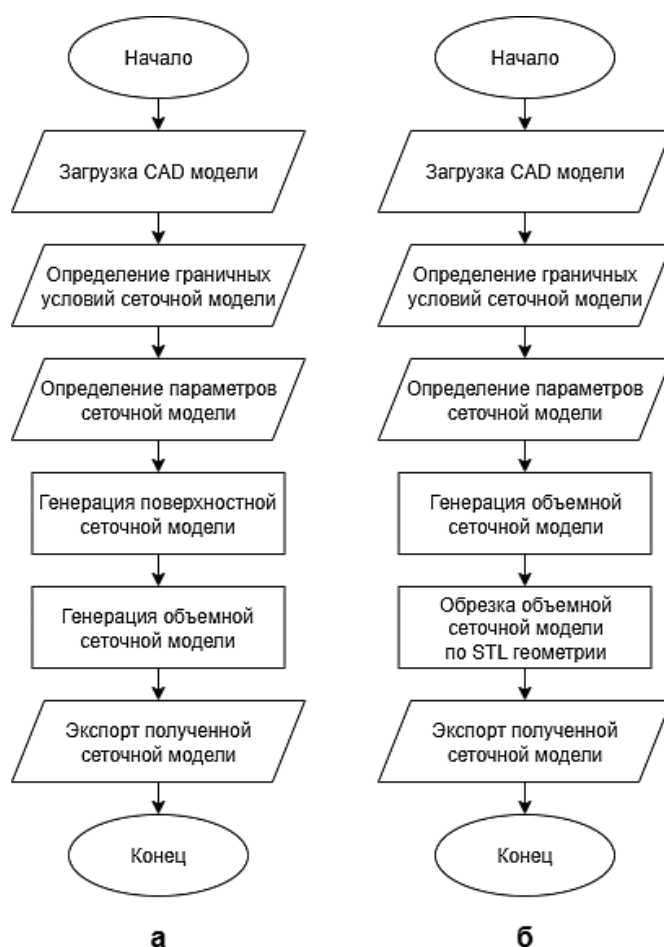 Начало
Загрузка CAD модели
Определение граничных
условий сеточной модели
Определение параметров
сеточной модели
Генерация поверхностной
сеточной модели
Генерация объемной
сеточной модели
Экспорт полученной
сеточной модели
Конец
а
Начало
Загрузка CAD модели
Определение граничных
условий сеточной модели
Определение параметров
сеточной модели
Генерация объемной
сеточной модели
Обрезка объемной
сеточной модели
по STL геометрии
Экспорт полученной
сеточной модели
Конец
б